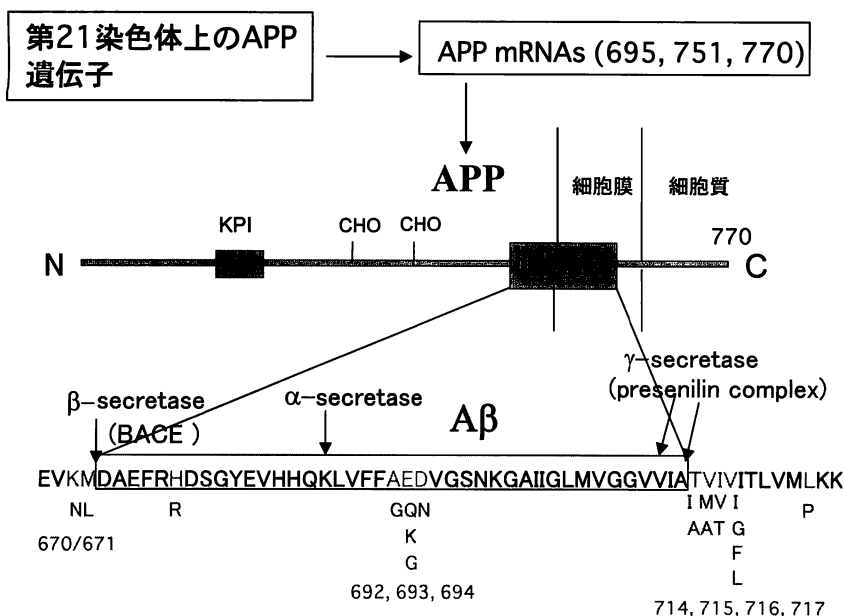 第21染色体上のAPP
遺伝子
APP mRNAs (695, 751, 770)
APP
細胞膜
細胞質
KPI
CHO
CHO
770
N
C
γ-secretase
(presenilin complex)
β-secretase
(BACE )
α-secretase
Aβ
EVKMDAEFRHDSGYEVHHQKLVFFAEDVGSNKGAIIGLMVGGVVIATVIVITLVMLKK
NL
R
GQN
I MV I
P
K
AAT G
G
F
L
670/671
692, 693, 694
714, 715, 716, 717